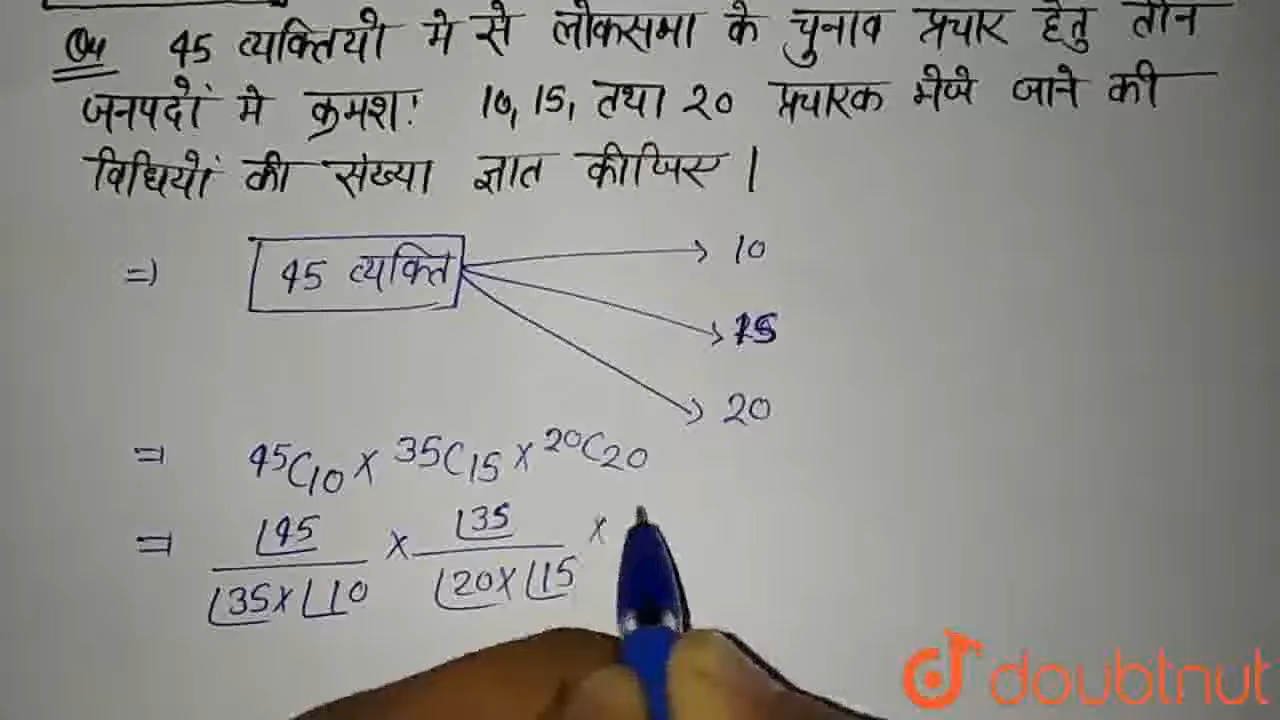 Q4 45 व्यक्तियो मे से लोकसभा के चुनाव प्रचार हेतु तीन
जनपदों मे क्रमशः 10, 15, तथा 20 प्रचारक भेजे जाने की
विधियों की संख्या ज्ञात कीजिए।
=) 45 व्यक्ति 10
15
20
= 45C10 × 35C15 × 20C20
= ⌊45 / ⌊35 × ⌊10 × ⌊35 / ⌊20 × ⌊15 ×
doubtnut